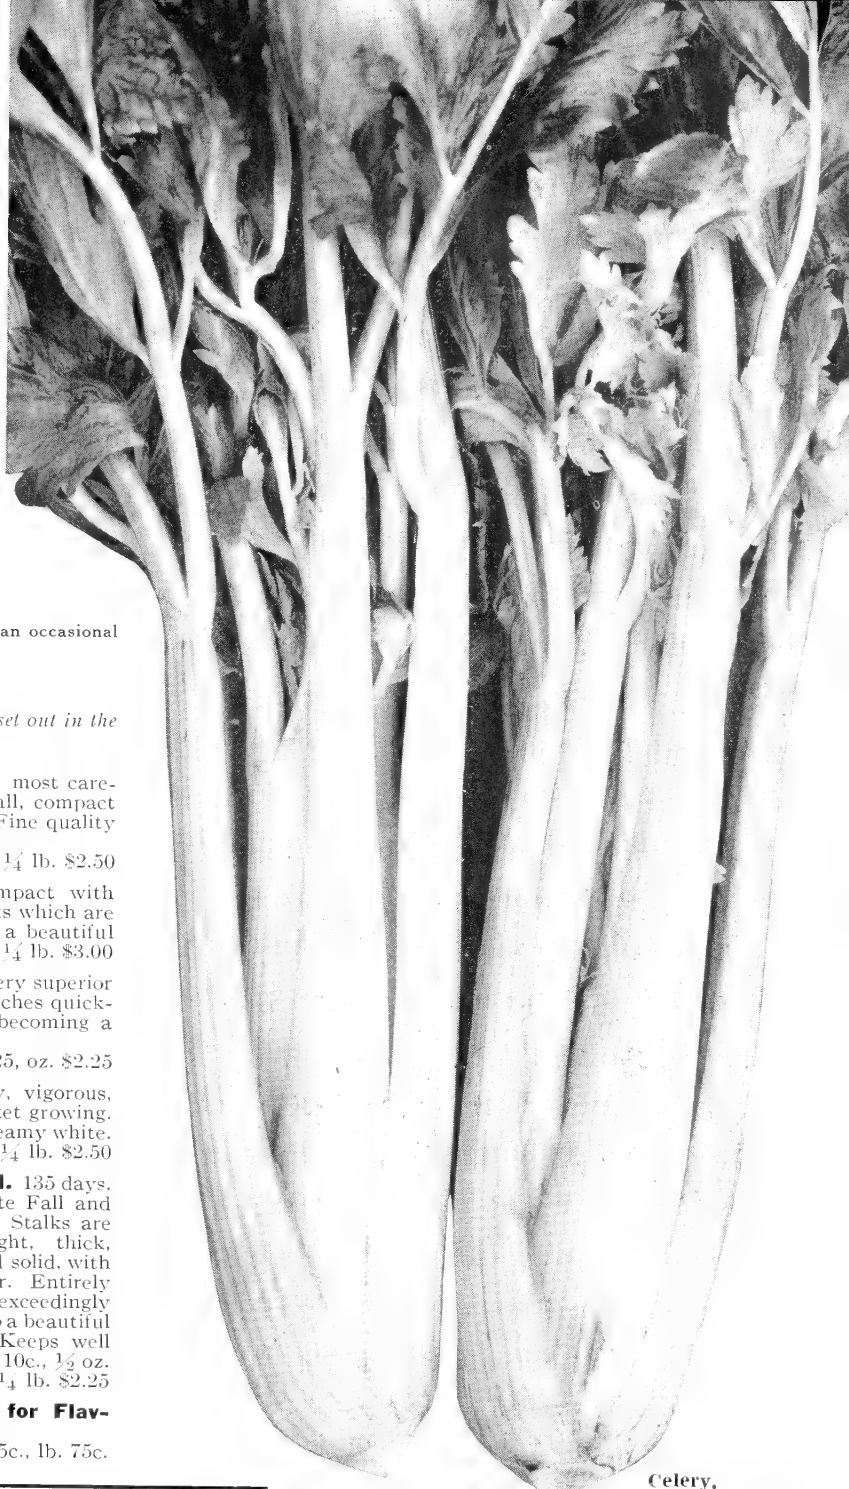 an occasional
set out in the
most care-
all, compact
Fine quality
¼ lb. $2.50
mpact with
ts which are
a beautiful
¼ lb. $3.00
ery superior
ches quick-
becoming a
25, oz. $2.25
y, vigorous,
ket growing.
eamy white.
¼ lb. $2.50
l. 135 days.
te Fall and
Stalks are
ght, thick,
l solid, with
r. Entirely
exceedingly
o a beautiful
Keeps well
10c., ½ oz.
¼ lb. $2.25
for Flav-
5c., lb. 75c.
Celery.